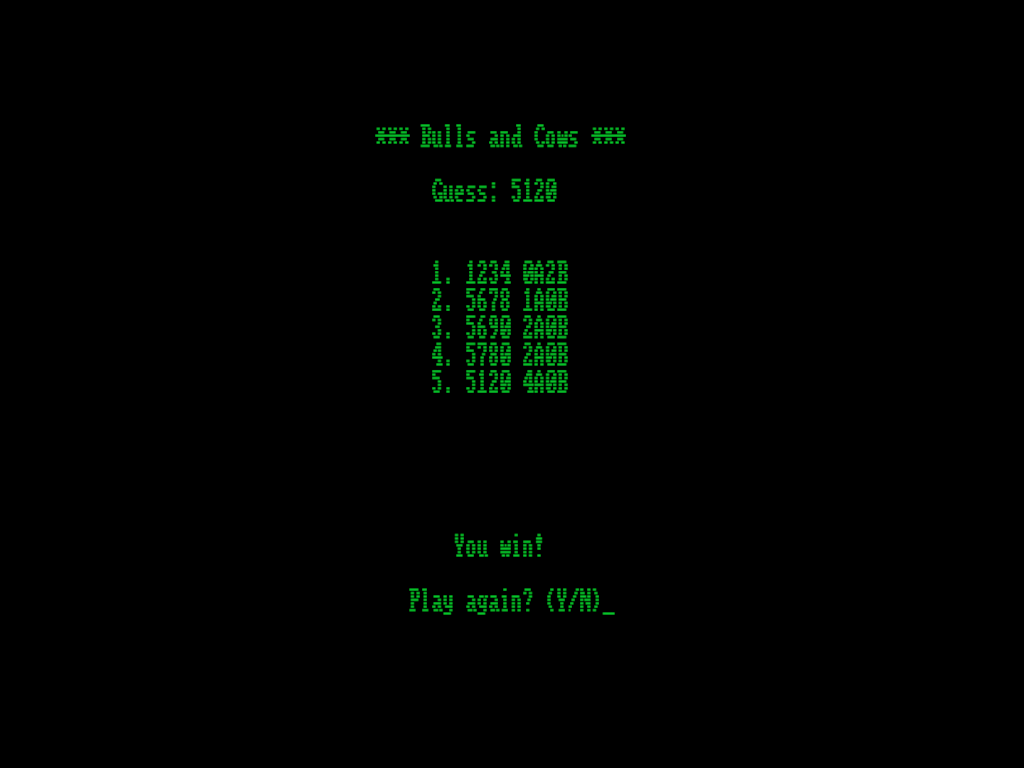 *** Bulls and Cows ***
Guess: 5120
1. 1234 0A2B
2. 5678 1A0B
3. 5690 2A0B
4. 5780 2A0B
5. 5120 4A0B
You win!
Play again? (Y/N)_